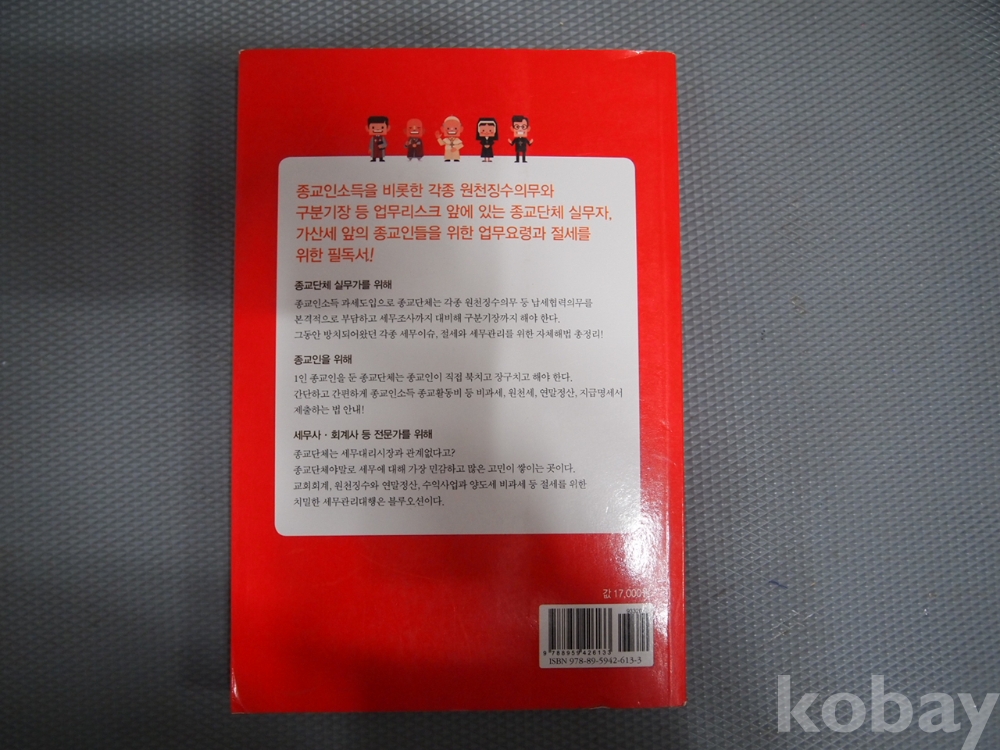 종교인소득을 비롯한 각종 원천징수의무와
구분기장 등 업무리스크 앞에 있는 종교단체 실무자,
가산세 앞의 종교인들을 위한 업무요령과 절세를
위한 필독서!
종교단체 실무가를 위해
종교인소득 과세도입으로 종교단체는 각종 원천징수의무 등 납세협력의무를
본격적으로 부담하고 세무조사까지 대비해 구분기장까지 해야 한다.
그동안 방치되어왔던 각종 세무이슈, 절세와 세무관리를 위한 자체해법 총정리!
종교인을 위해
1인 종교인을 둔 종교단체는 종교인이 직접 북치고 장구치고 해야 한다.
간단하고 간편하게 종교인소득 종교활동비 등 비과세, 원천세, 연말정산, 지급명세서
제출하는 법 안내!
세무사·회계사 등 전문가를 위해
종교단체는 세무대리시장과 관계없다고?
종교단체야말로 세무에 대해 가장 민감하고 많은 고민이 쌓이는 곳이다.
교회회계, 원천징수와 연말정산, 수익사업과 양도세 비과세 등 절세를 위한
치밀한 세무관리대행은 블루오션이다.
값 17,000원
9 788959 426133
ISBN 978-89-5942-613-3
kobay